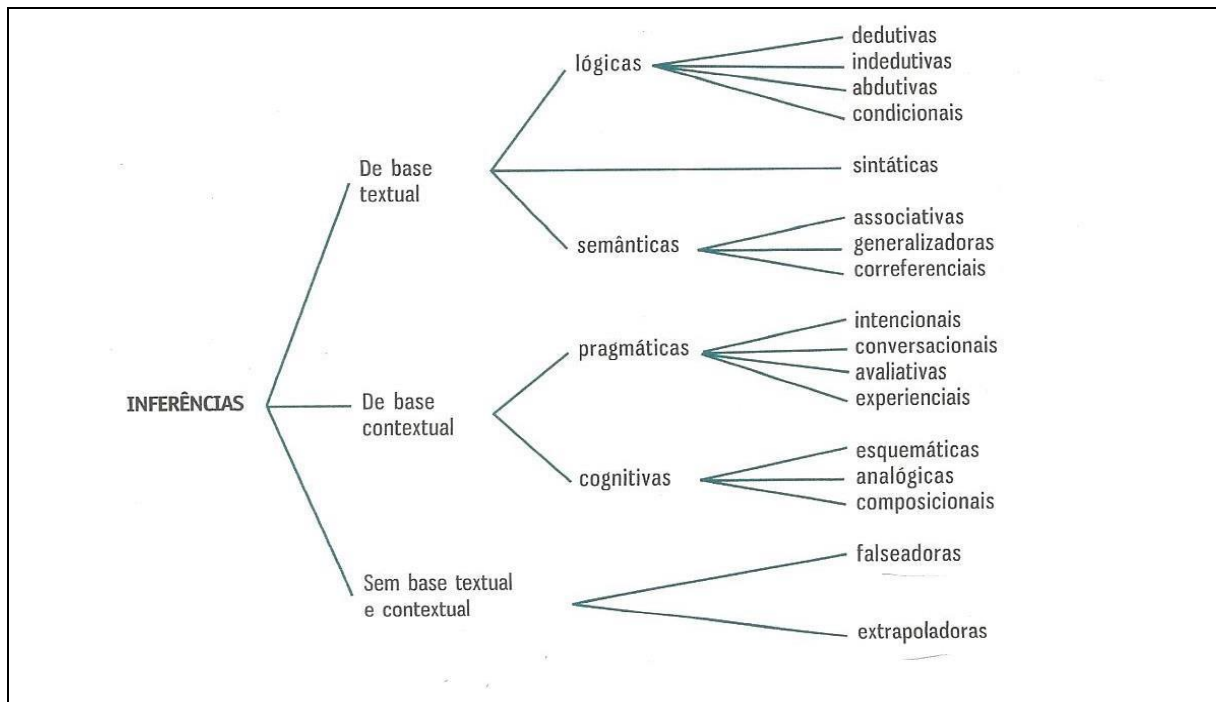 dedutivas
lógicas
indedutivas
abdutivas
condicionais
De base
textual
sintáticas
associativas
semânticas
generalizadoras
correferenciais
intencionais
pragmáticas
conversacionais
avaliativas
experienciais
INFERÊNCIAS
De base
contextual
esquemáticas
cognitivas
analógicas
composicionais
falseadoras
Sem base textual
e contextual
extrapoladoras